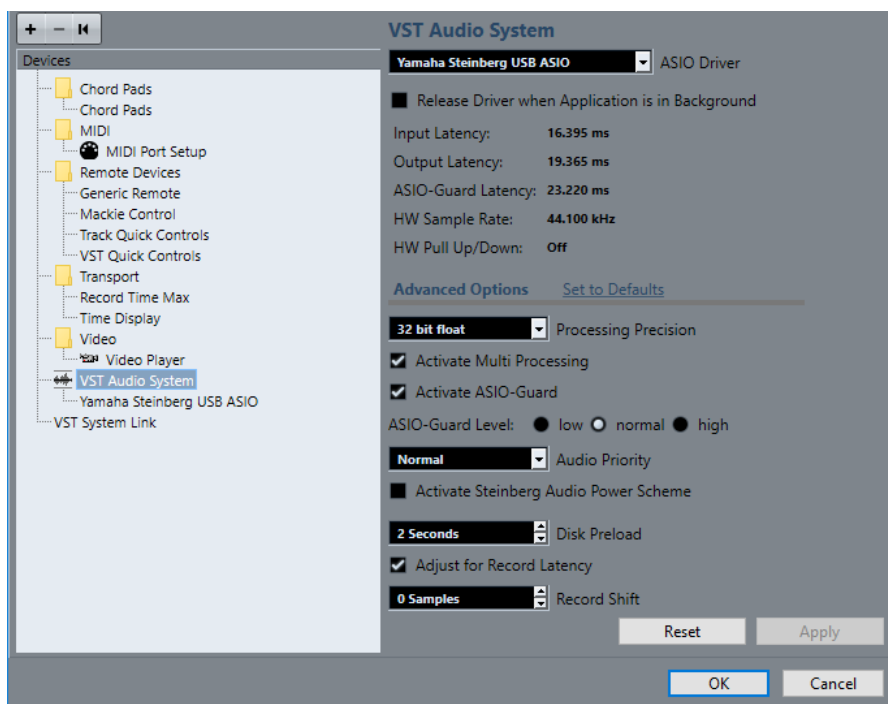 Devices
Chord Pads
Chord Pads
MIDI
MIDI Port Setup
Remote Devices
Generic Remote
Mackie Control
Track Quick Controls
VST Quick Controls
Transport
Record Time Max
Time Display
Video
Video Player
VST Audio System
Yamaha Steinberg USB ASIO
VST System Link
VST Audio System
Yamaha Steinberg USB ASIO ASIO Driver
Release Driver when Application is in Background
Input Latency: 16.395 ms
Output Latency: 19.365 ms
ASIO-Guard Latency: 23.220 ms
HW Sample Rate: 44.100 kHz
HW Pull Up/Down: Off
Advanced Options Set to Defaults
32 bit float Processing Precision
Activate Multi Processing
Activate ASIO-Guard
ASIO-Guard Level: low normal high
Normal Audio Priority
Activate Steinberg Audio Power Scheme
2 Seconds Disk Preload
Adjust for Record Latency
0 Samples Record Shift
Reset Apply
OK Cancel